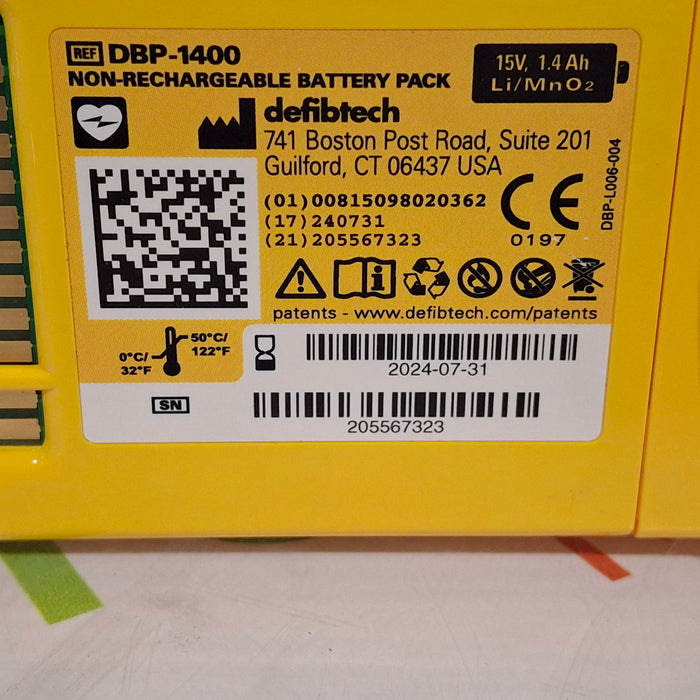 REF DBP-1400
NON-RECHARGEABLE BATTERY PACK
15V, 1.4 Ah
Li/MnO₂
defibtech
741 Boston Post Road, Suite 201
Guilford, CT 06437 USA
(01)00815098020362
(17)240731
(21)205567323
CE
0197
DBP-L006-004
patents - www.defibtech.com/patents
50°C/
122°F
0°C/
32°F
2024-07-31
SN
205567323